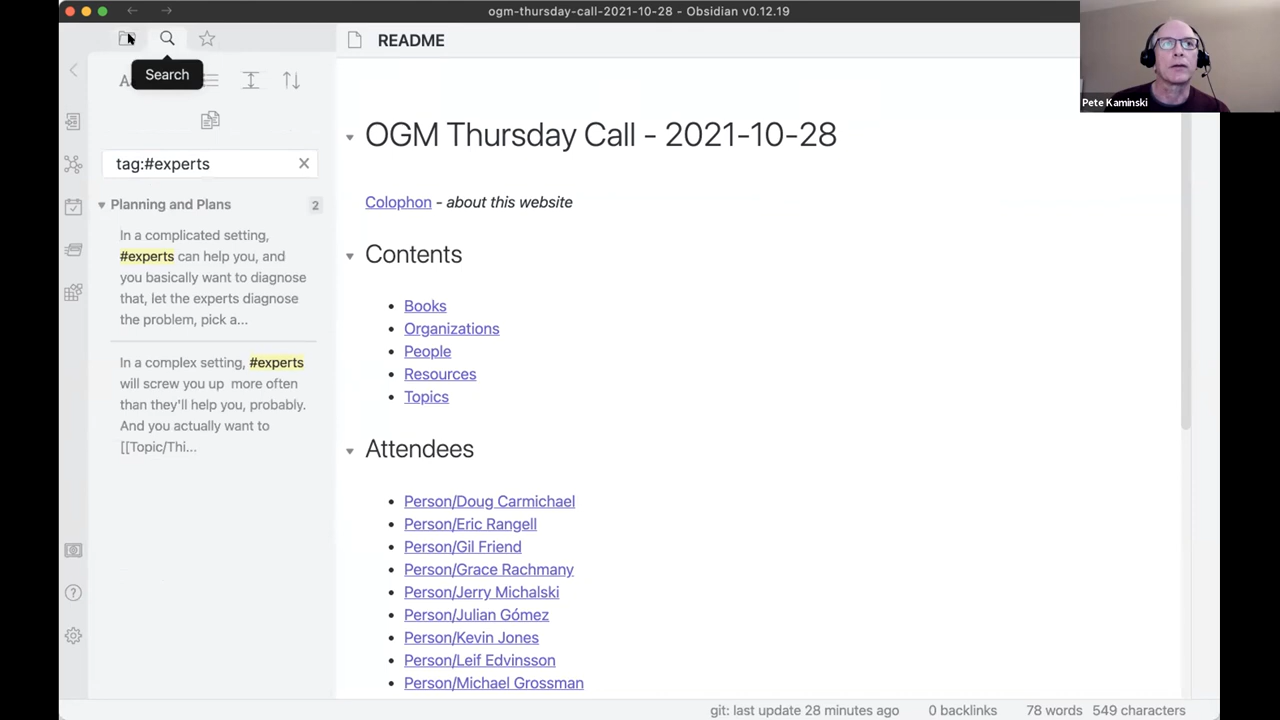 ogm-thursday-call-2021-10-28 - Obsidian v0.12.19
README
Pete Kaminski
Search
tag:#experts
Planning and Plans 2
In a complicated setting,
#experts can help you, and
you basically want to diagnose
that, let the experts diagnose
the problem, pick a...
In a complex setting, #experts
will screw you up more often
than they'll help you, probably.
And you actually want to
[[Topic/Thi...
OGM Thursday Call - 2021-10-28
Colophon - about this website
Contents
• Books
• Organizations
• People
• Resources
• Topics
Attendees
• Person/Doug Carmichael
• Person/Eric Rangell
• Person/Gil Friend
• Person/Grace Rachmany
• Person/Jerry Michalski
• Person/Julian Gómez
• Person/Kevin Jones
• Person/Leif Edvinsson
• Person/Michael Grossman
git: last update 28 minutes ago 0 backlinks 78 words 549 characters